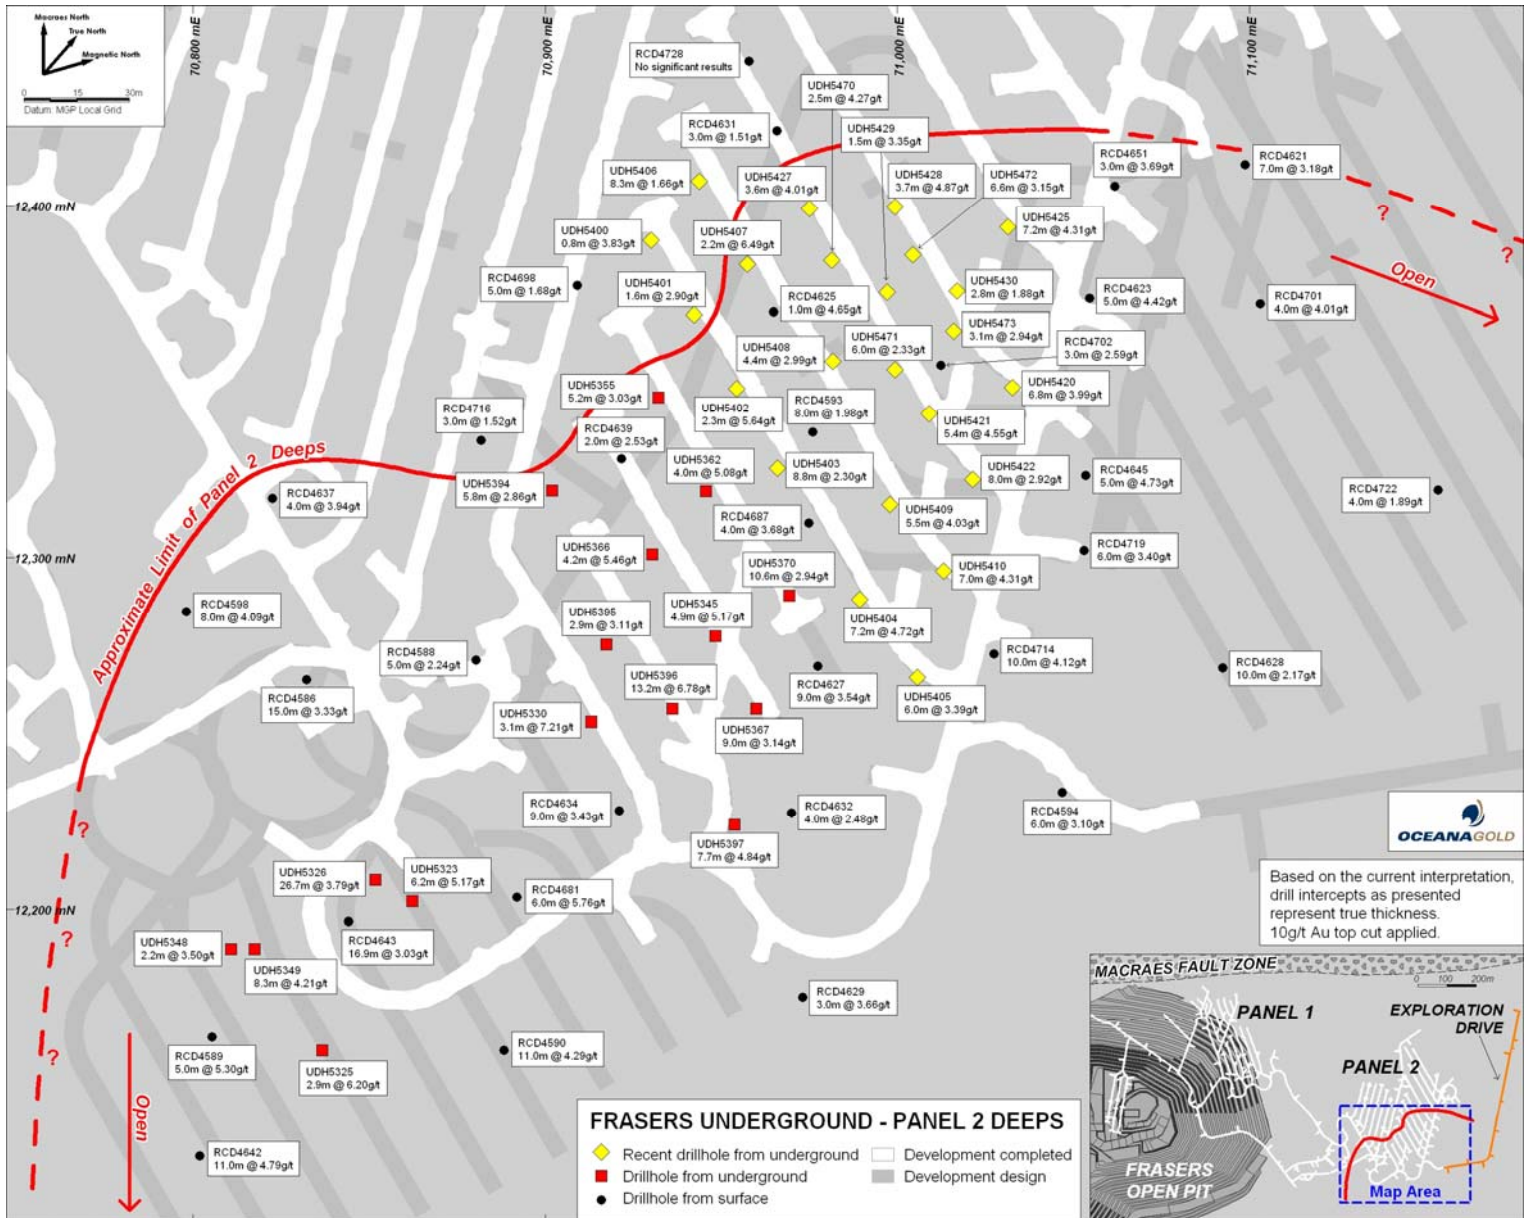 Macraes North
True North
Magnetic North
0 15 30m
Datum: MGP Local Grid
70,800 mE
70,900 mE
71,000 mE
71,100 mE
12,400 mN
12,300 mN
12,200 mN
RCD4728
No significant results
UDH5470
2.5m @ 4.27g/t
RCD4631
3.0m @ 1.51g/t
UDH5429
1.5m @ 3.35g/t
RCD4651
3.0m @ 3.69g/t
RCD4621
7.0m @ 3.18g/t
UDH5406
8.3m @ 1.66g/t
UDH5427
3.6m @ 4.01g/t
UDH5428
3.7m @ 4.87g/t
UDH5472
6.6m @ 3.15g/t
UDH5425
7.2m @ 4.31g/t
UDH5400
0.8m @ 3.83g/t
UDH5407
2.2m @ 6.49g/t
?
?
Open
RCD4698
5.0m @ 1.68g/t
UDH5401
1.6m @ 2.90g/t
RCD4625
1.0m @ 4.65g/t
UDH5430
2.8m @ 1.88g/t
RCD4623
5.0m @ 4.42g/t
RCD4701
4.0m @ 4.01g/t
UDH5408
4.4m @ 2.99g/t
UDH5471
6.0m @ 2.33g/t
UDH5473
3.1m @ 2.94g/t
RCD4702
3.0m @ 2.59g/t
UDH5355
5.2m @ 3.03g/t
UDH5402
2.3m @ 5.64g/t
RCD4593
8.0m @ 1.98g/t
UDH5420
6.8m @ 3.99g/t
RCD4716
3.0m @ 1.52g/t
RCD4639
2.0m @ 2.53g/t
UDH5421
5.4m @ 4.55g/t
UDH5362
4.0m @ 5.08g/t
UDH5403
8.8m @ 2.30g/t
UDH5422
8.0m @ 2.92g/t
RCD4645
5.0m @ 4.73g/t
RCD4722
4.0m @ 1.89g/t
Approximate Limit of Panel 2 Deeps
RCD4637
4.0m @ 3.94g/t
UDH5394
5.8m @ 2.86g/t
RCD4687
4.0m @ 3.68g/t
UDH5409
5.5m @ 4.03g/t
RCD4719
6.0m @ 3.40g/t
UDH5366
4.2m @ 5.46g/t
UDH5370
10.6m @ 2.94g/t
UDH5410
7.0m @ 4.31g/t
RCD4598
8.0m @ 4.09g/t
UDH5395
2.9m @ 3.11g/t
UDH5345
4.9m @ 5.17g/t
UDH5404
7.2m @ 4.72g/t
RCD4588
5.0m @ 2.24g/t
RCD4714
10.0m @ 4.12g/t
RCD4628
10.0m @ 2.17g/t
RCD4586
15.0m @ 3.33g/t
UDH5396
13.2m @ 6.78g/t
RCD4627
9.0m @ 3.54g/t
UDH5405
6.0m @ 3.39g/t
UDH5330
3.1m @ 7.21g/t
UDH5367
9.0m @ 3.14g/t
RCD4634
9.0m @ 3.43g/t
RCD4632
4.0m @ 2.48g/t
RCD4594
6.0m @ 3.10g/t
UDH5397
7.7m @ 4.84g/t
?
UDH5326
26.7m @ 3.79g/t
UDH5323
6.2m @ 5.17g/t
RCD4681
6.0m @ 5.76g/t
?
UDH5348
2.2m @ 3.50g/t
RCD4643
16.9m @ 3.03g/t
UDH5349
8.3m @ 4.21g/t
RCD4629
3.0m @ 3.66g/t
?
RCD4589
5.0m @ 5.30g/t
UDH5325
2.9m @ 6.20g/t
RCD4590
11.0m @ 4.29g/t
Open
RCD4642
11.0m @ 4.79g/t
OCEANAGOLD
Based on the current interpretation,
drill intercepts as presented
represent true thickness.
10g/t Au top cut applied.
FRASERS UNDERGROUND - PANEL 2 DEEPS
Recent drillhole from underground
Drillhole from underground
Drillhole from surface
Development completed
Development design
MACRAES FAULT ZONE
0 100 200m
PANEL 1
EXPLORATION
DRIVE
PANEL 2
FRASERS
OPEN PIT
Map Area